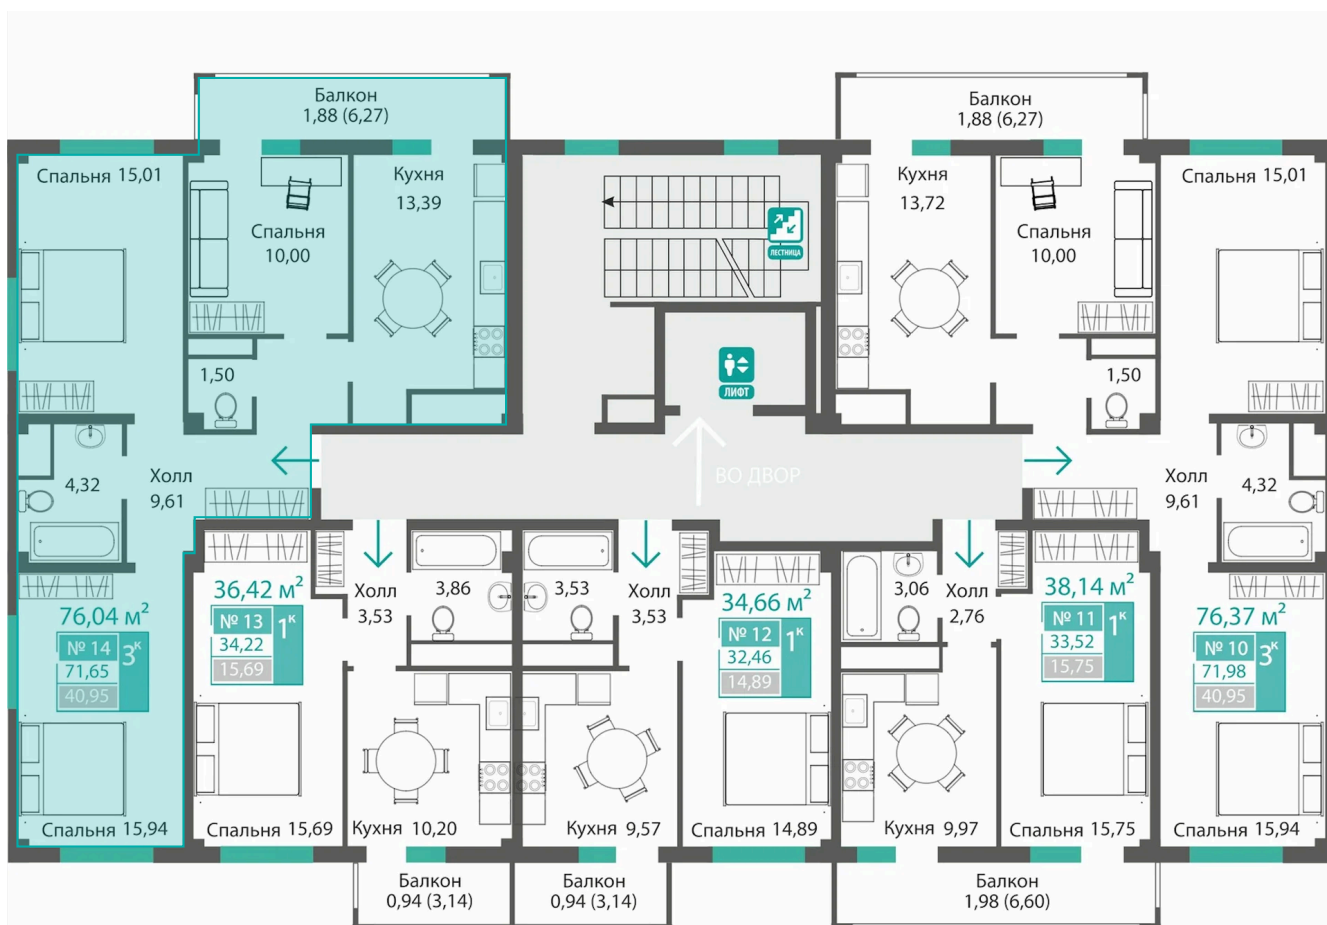 Балкон
1,88 (6,27)
Балкон
1,88 (6,27)
Спальня 15,01
Кухня
13,39
Спальня
10,00
ЛЕСТНИЦА
Кухня
13,72
Спальня
10,00
Спальня 15,01
1,50
ЛИФТ
1,50
4,32
Холл
9,61
ВО ДВОР
Холл
9,61
4,32
76,04 м²
№ 14
3к
71,65
40,95
36,42 м²
№ 13
1к
34,22
15,69
Холл
3,53
3,86
3,53
Холл
3,53
34,66 м²
№ 12
1к
32,46
14,89
3,06
Холл
2,76
38,14 м²
№ 11
1к
33,52
15,75
76,37 м²
№ 10
3к
71,98
40,95
Спальня 15,94
Спальня 15,69
Кухня 10,20
Кухня 9,57
Спальня 14,89
Кухня 9,97
Спальня 15,75
Спальня 15,94
Балкон
0,94 (3,14)
Балкон
0,94 (3,14)
Балкон
1,98 (6,60)